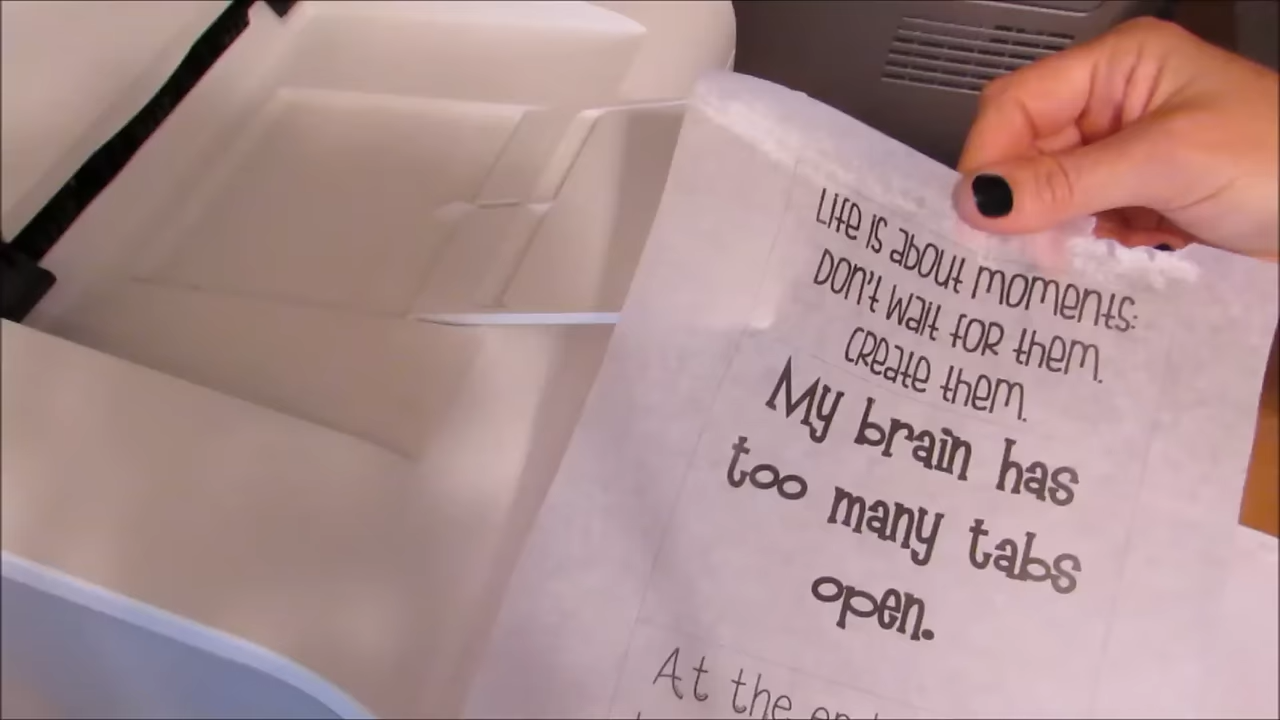 Life is about moments:
Don't wait for them.
Create them.
My brain has
too many tabs
open.
At the